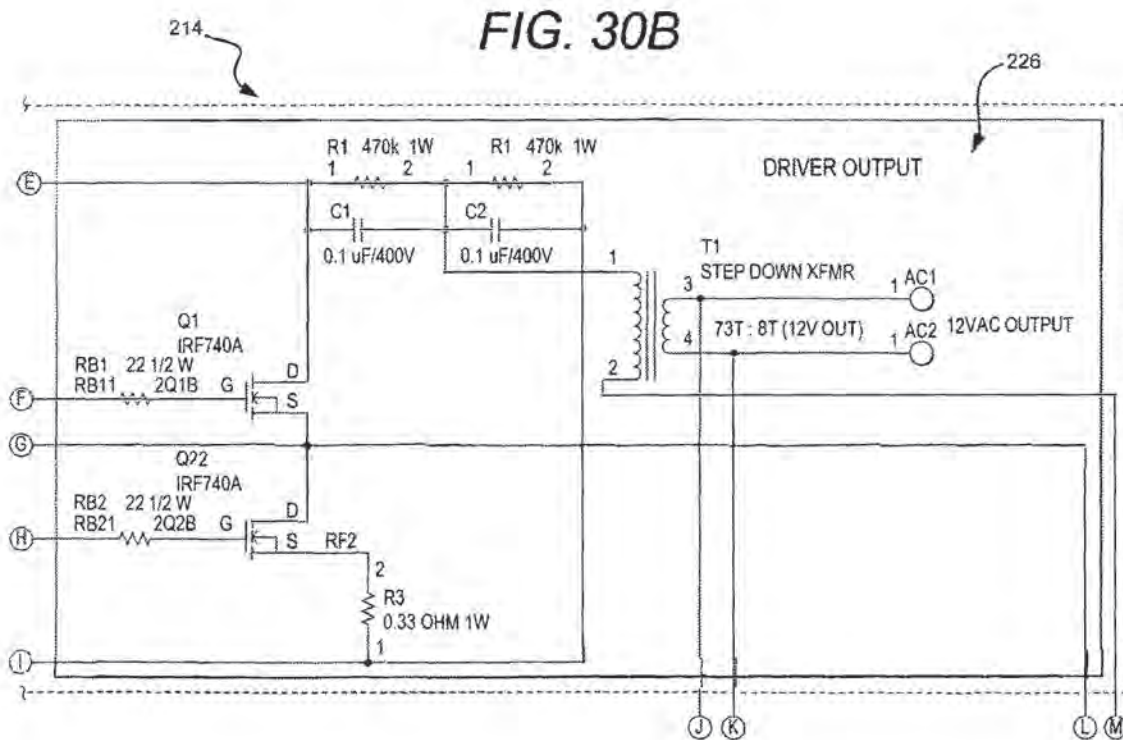 FIG. 30B
214
226
R1 470k 1W R1 470k 1W
1 2 1 2
DRIVER OUTPUT
E
C1 C2
0.1 uF/400V 0.1 uF/400V
1
T1
STEP DOWN XFMR
3 1 AC1
73T : 8T (12V OUT)
4 1 AC2 12VAC OUTPUT
2
Q1
IRF740A
RB1 22 1/2 W D
RB11 2Q1B G
F S
G
Q22
IRF740A
RB2 22 1/2 W D
RB21 2Q2B G
H S RF2
2
R3
0.33 OHM 1W
1
I
J K L M